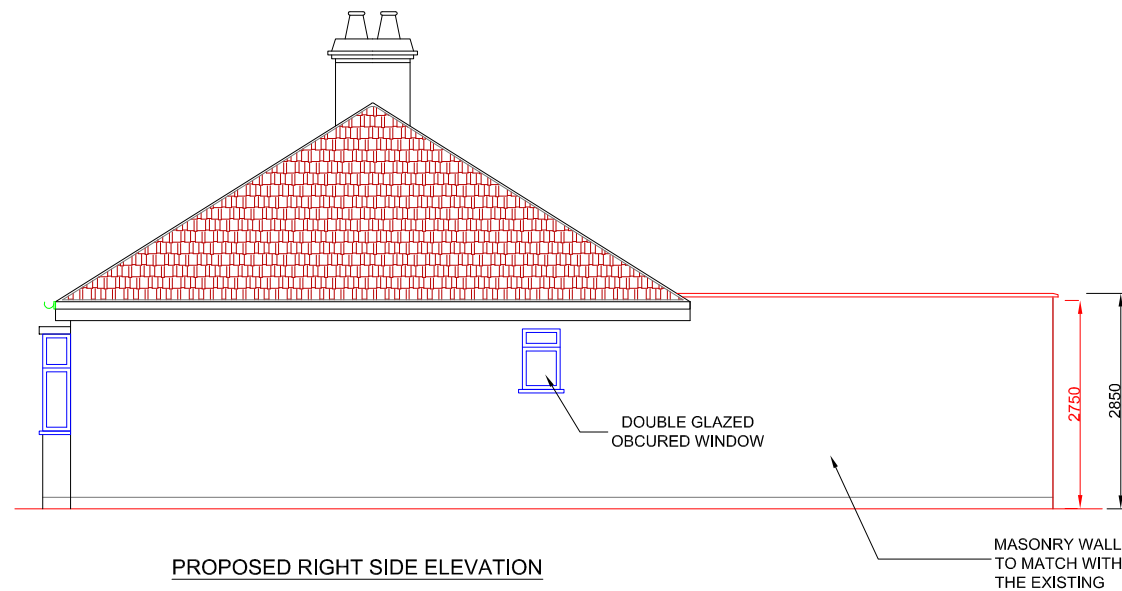 DOUBLE GLAZED
OBCURED WINDOW
2750
2850
MASONRY WALL
TO MATCH WITH
THE EXISTING
PROPOSED RIGHT SIDE ELEVATION